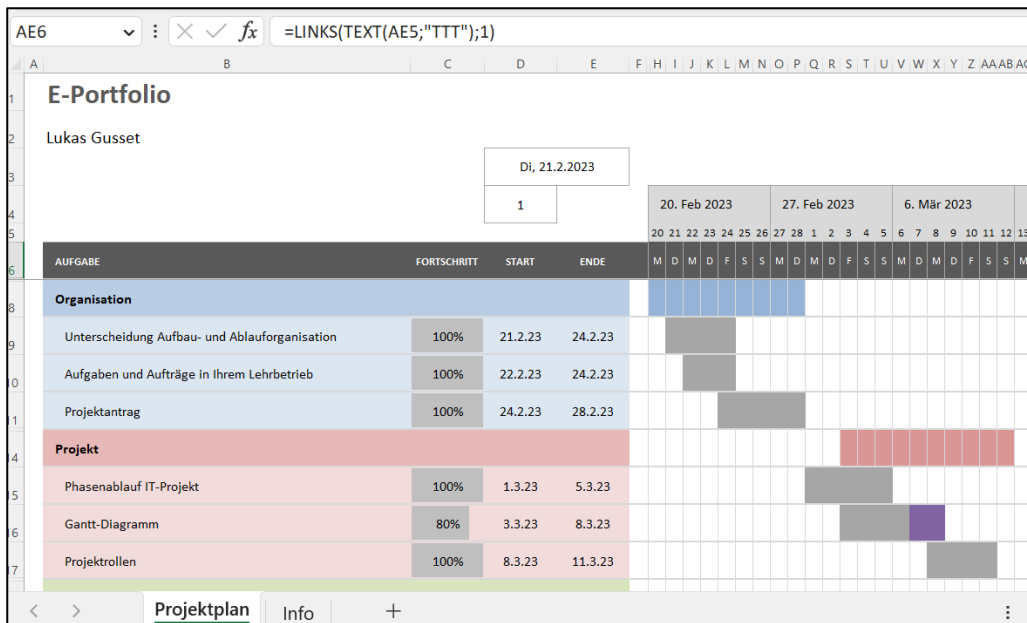 AE6 fx =LINKS(TEXT(AE5;"TTT");1)
A B C D E F H I J K L M N O P Q R S T U V W X Y Z AA AB AC
1 E-Portfolio
2 Lukas Gusset
3 Di, 21.2.2023
4 1 20. Feb 2023 27. Feb 2023 6. Mär 2023
5 20 21 22 23 24 25 26 27 28 1 2 3 4 5 6 7 8 9 10 11 12 13
6 AUFGABE FORTSCHRITT START ENDE M D M D F S S M D M D F S S M D M D F S S M
8 Organisation
9 Unterscheidung Aufbau- und Ablauforganisation 100% 21.2.23 24.2.23
10 Aufgaben und Aufträge in Ihrem Lehrbetrieb 100% 22.2.23 24.2.23
11 Projektantrag 100% 24.2.23 28.2.23
14 Projekt
15 Phasenablauf IT-Projekt 100% 1.3.23 5.3.23
16 Gantt-Diagramm 80% 3.3.23 8.3.23
17 Projektrollen 100% 8.3.23 11.3.23
Projektplan Info